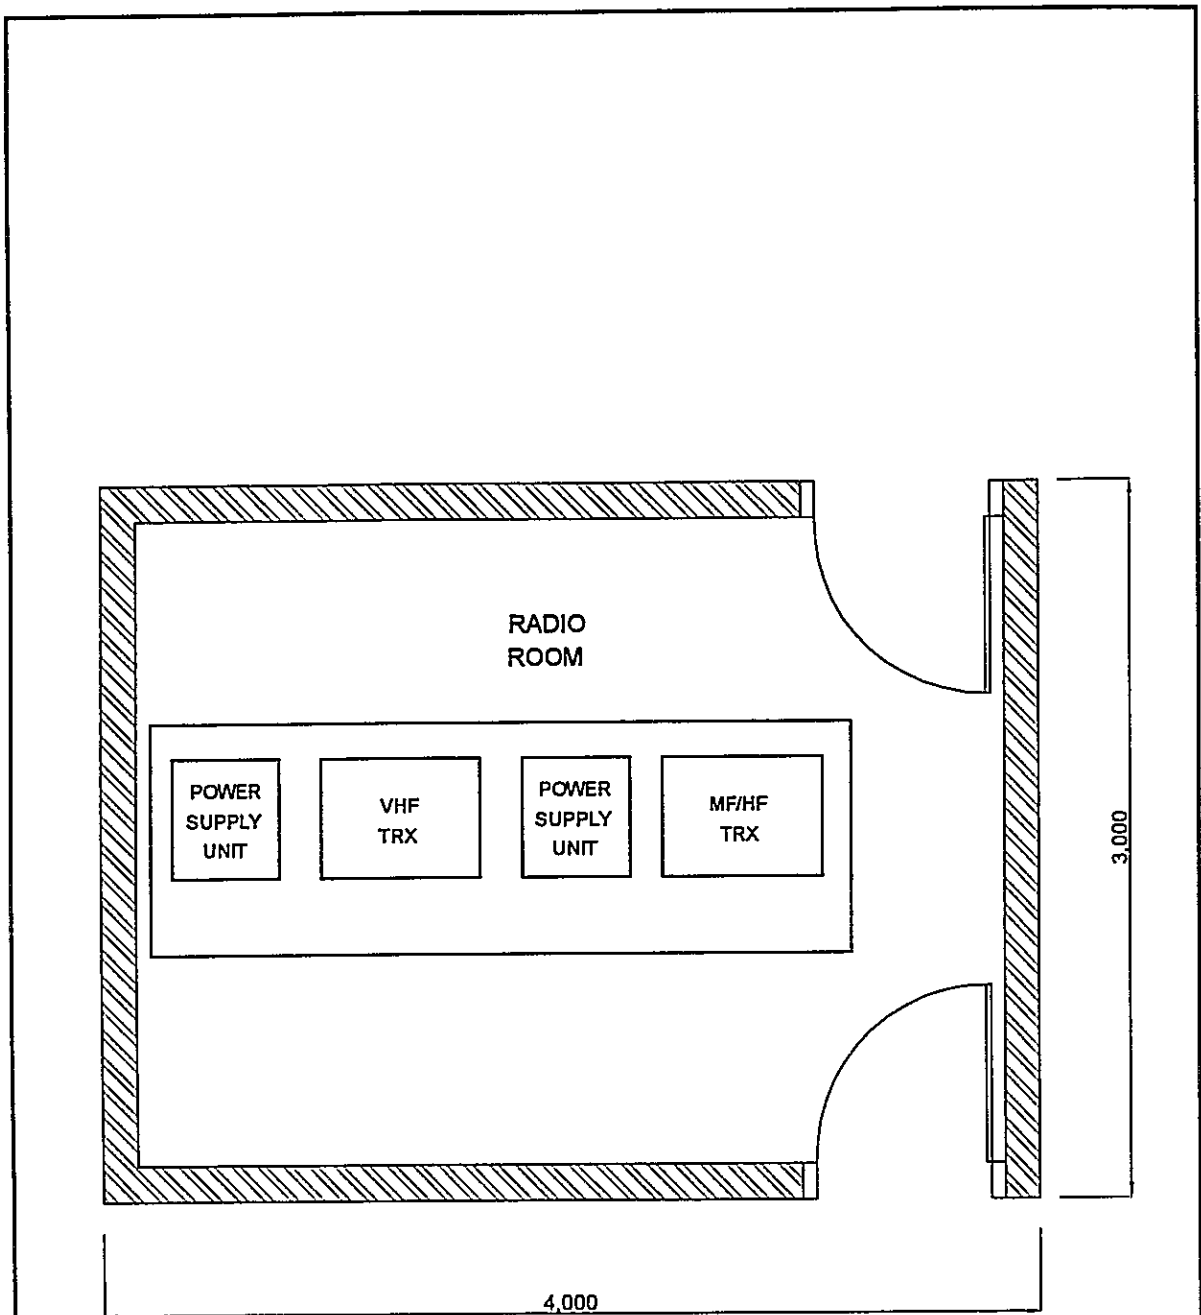 RADIO
ROOM
POWER
SUPPLY
UNIT
VHF
TRX
POWER
SUPPLY
UNIT
MF/HF
TRX
3,000
4,000